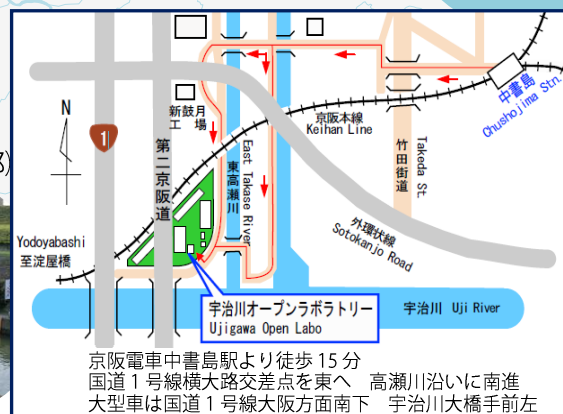 N
1
新鼓月
工 場
京阪本線
Keihan Line
中書島
Chushojima Stn.
第二京阪道
東高瀬川
East Takase River
竹田街道
Takeda St.
外環状線
Sotokanjo Road
Yodoyabashi
至淀屋橋
宇治川オープンラボラトリー
Ujigawa Open Labo
宇治川 Uji River
京阪電車中書島駅より徒歩 15 分
国道 1 号線横大路交差点を東へ 高瀬川沿いに南進
大型車は国道 1 号線大阪方面南下 宇治川大橋手前左